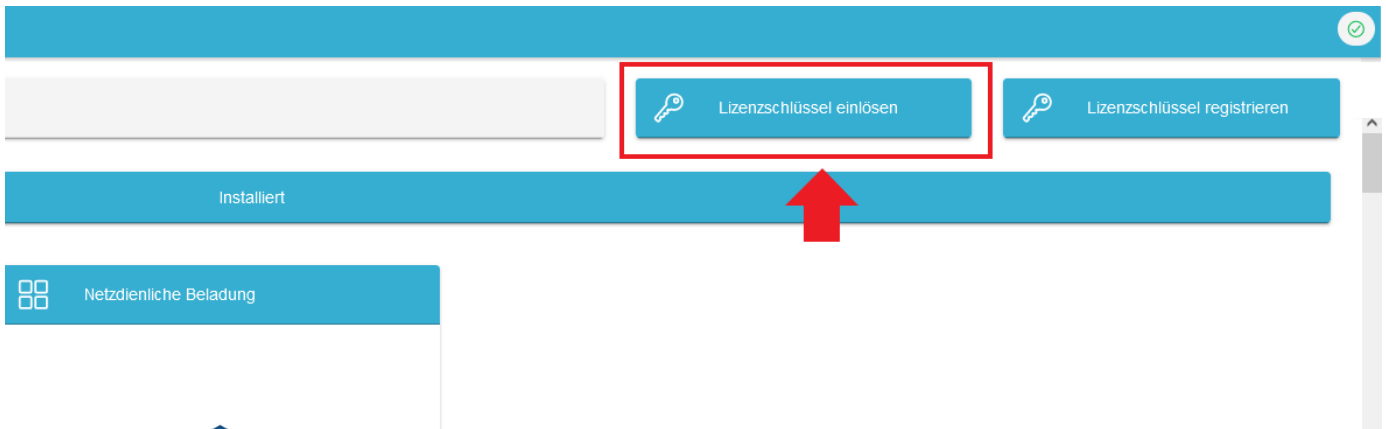 Lizenzschlüssel einlösen
Lizenzschlüssel registrieren
Installiert
Netzdienliche Beladung